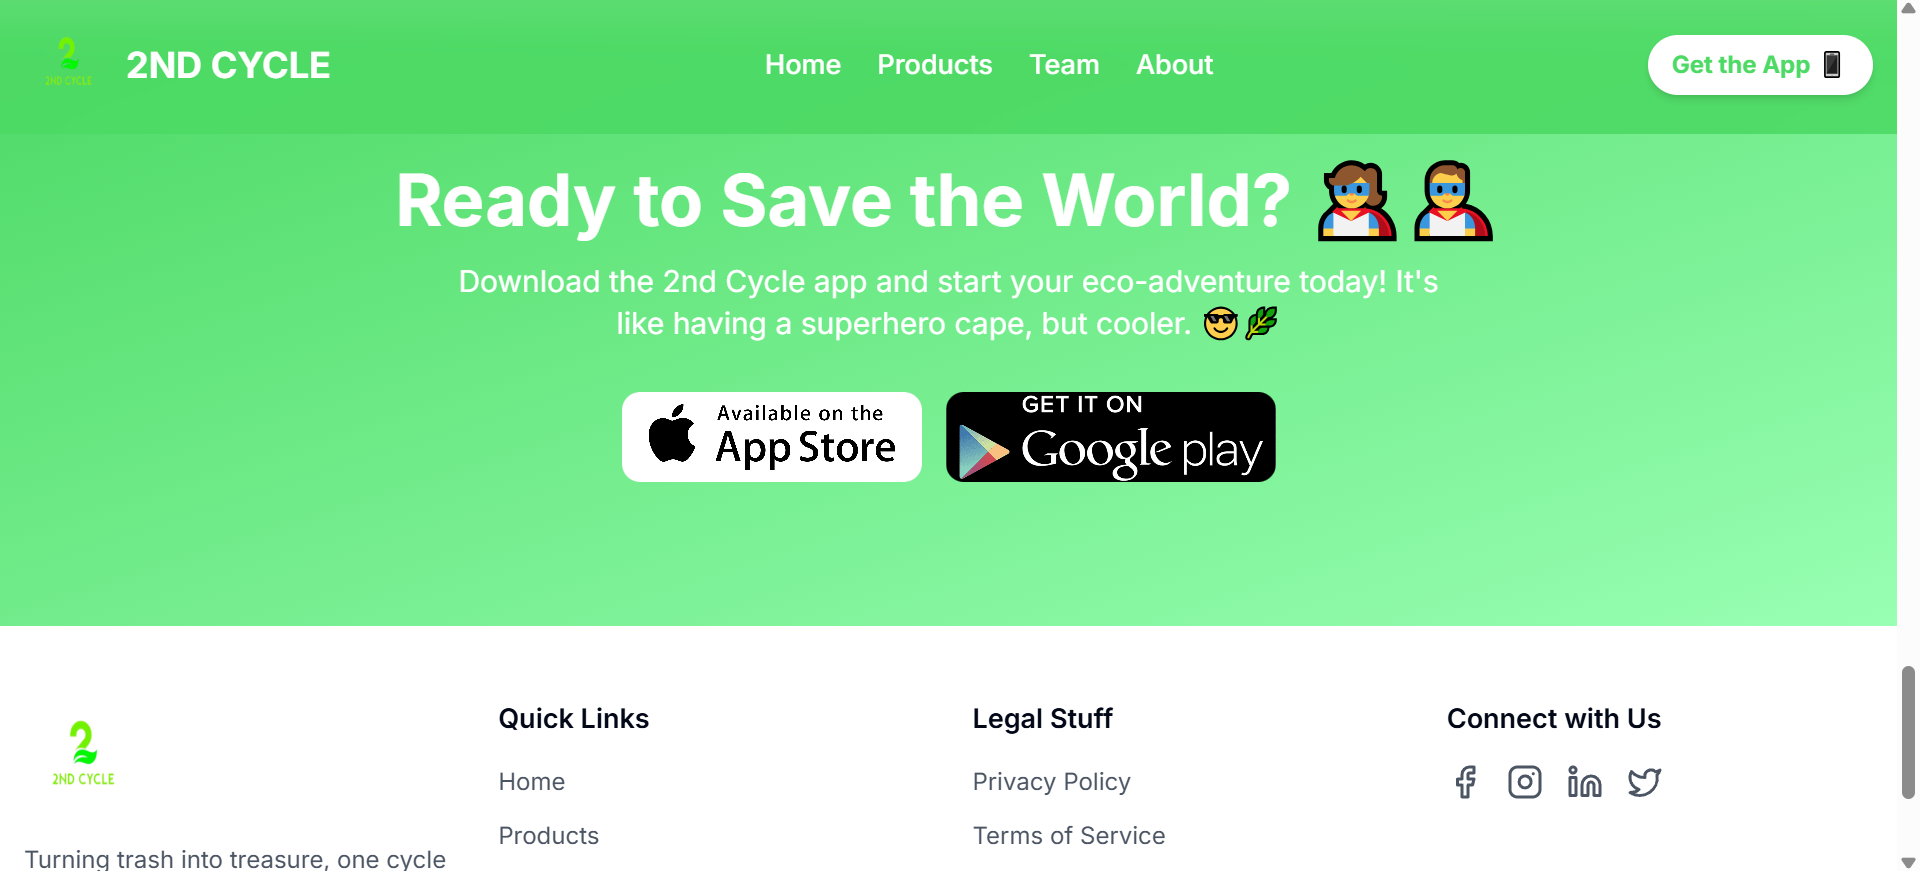 2
2ND CYCLE
2ND CYCLE
Home
Products
Team
About
Get the App
Ready to Save the World?
Download the 2nd Cycle app and start your eco-adventure today! It's
like having a superhero cape, but cooler.
Available on the
App Store
GET IT ON
Google play
2
2ND CYCLE
Turning trash into treasure, one cycle
Quick Links
Home
Products
Legal Stuff
Privacy Policy
Terms of Service
Connect with Us